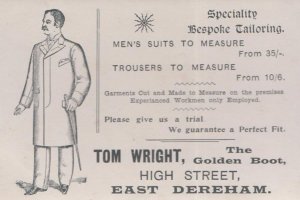 Speciality
Bespoke Tailoring.
MEN'S SUITS TO MEASURE
From 35/-.
TROUSERS TO MEASURE
From 10/6.
Garments Cut and Made to Measure on the premises
Experienced Workmen only Employed.
Please give us a trial
We guarantee a Perfect Fit.
TOM WRIGHT, The Golden Boot,
HIGH STREET,
EAST DEREHAM.